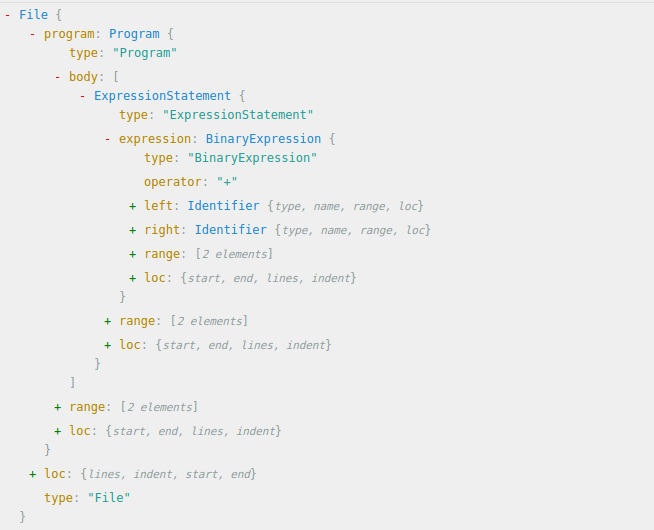 - File {
- program: Program {
type: "Program"
- body: [
- ExpressionStatement {
type: "ExpressionStatement"
- expression: BinaryExpression {
type: "BinaryExpression"
operator: "+"
+ left: Identifier {type, name, range, loc}
+ right: Identifier {type, name, range, loc}
+ range: [2 elements]
+ loc: {start, end, lines, indent}
}
+ range: [2 elements]
+ loc: {start, end, lines, indent}
}
]
+ range: [2 elements]
+ loc: {start, end, lines, indent}
}
+ loc: {lines, indent, start, end}
type: "File"
}